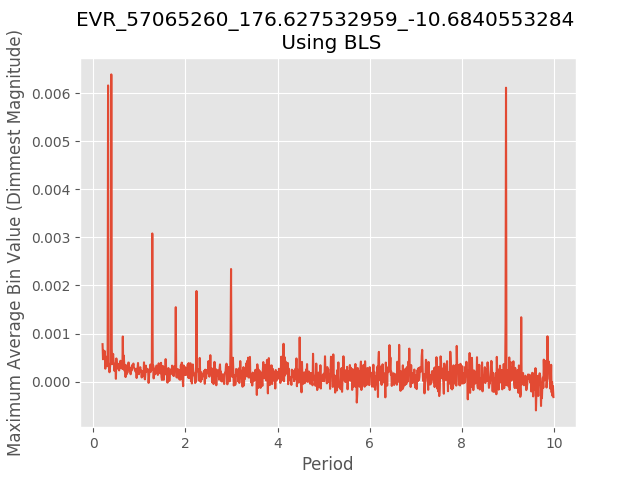 EVR_57065260_176.627532959_-10.6840553284
Using BLS
Maximum Average Bin Value (Dimmest Magnitude)
0.006
0.005
0.004
0.003
0.002
0.001
0.000
0 2 4 6 8 10
Period